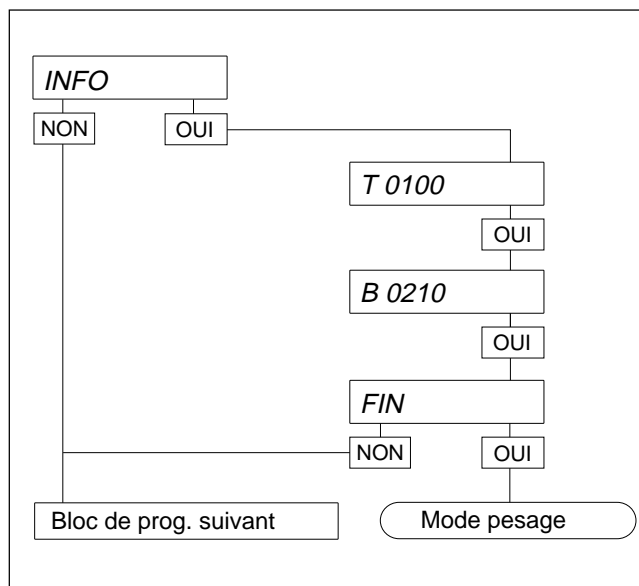 INFO
NON OUI
T 0100
OUI
B 0210
OUI
FIN
NON OUI
Bloc de prog. suivant Mode pesage